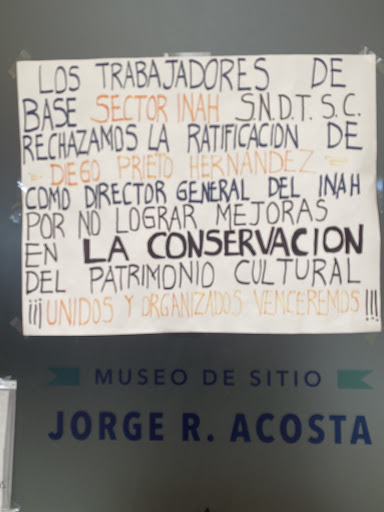 LOS TRABAJADORES DE
BASE SECTOR INAH S.N.D.T. S.C.
RECHAZAMOS LA RATIFICACION DE
- DIEGO PRIETO HERNANDEZ -
COMO DIRECTOR GENERAL DEL INAH
POR NO LOGRAR MEJORAS
EN LA CONSERVACION
DEL PATRIMONIO CULTURAL
¡¡¡UNIDOS Y ORGANIZADOS VENCEREMOS!!!
MUSEO DE SITIO
JORGE R. ACOSTA